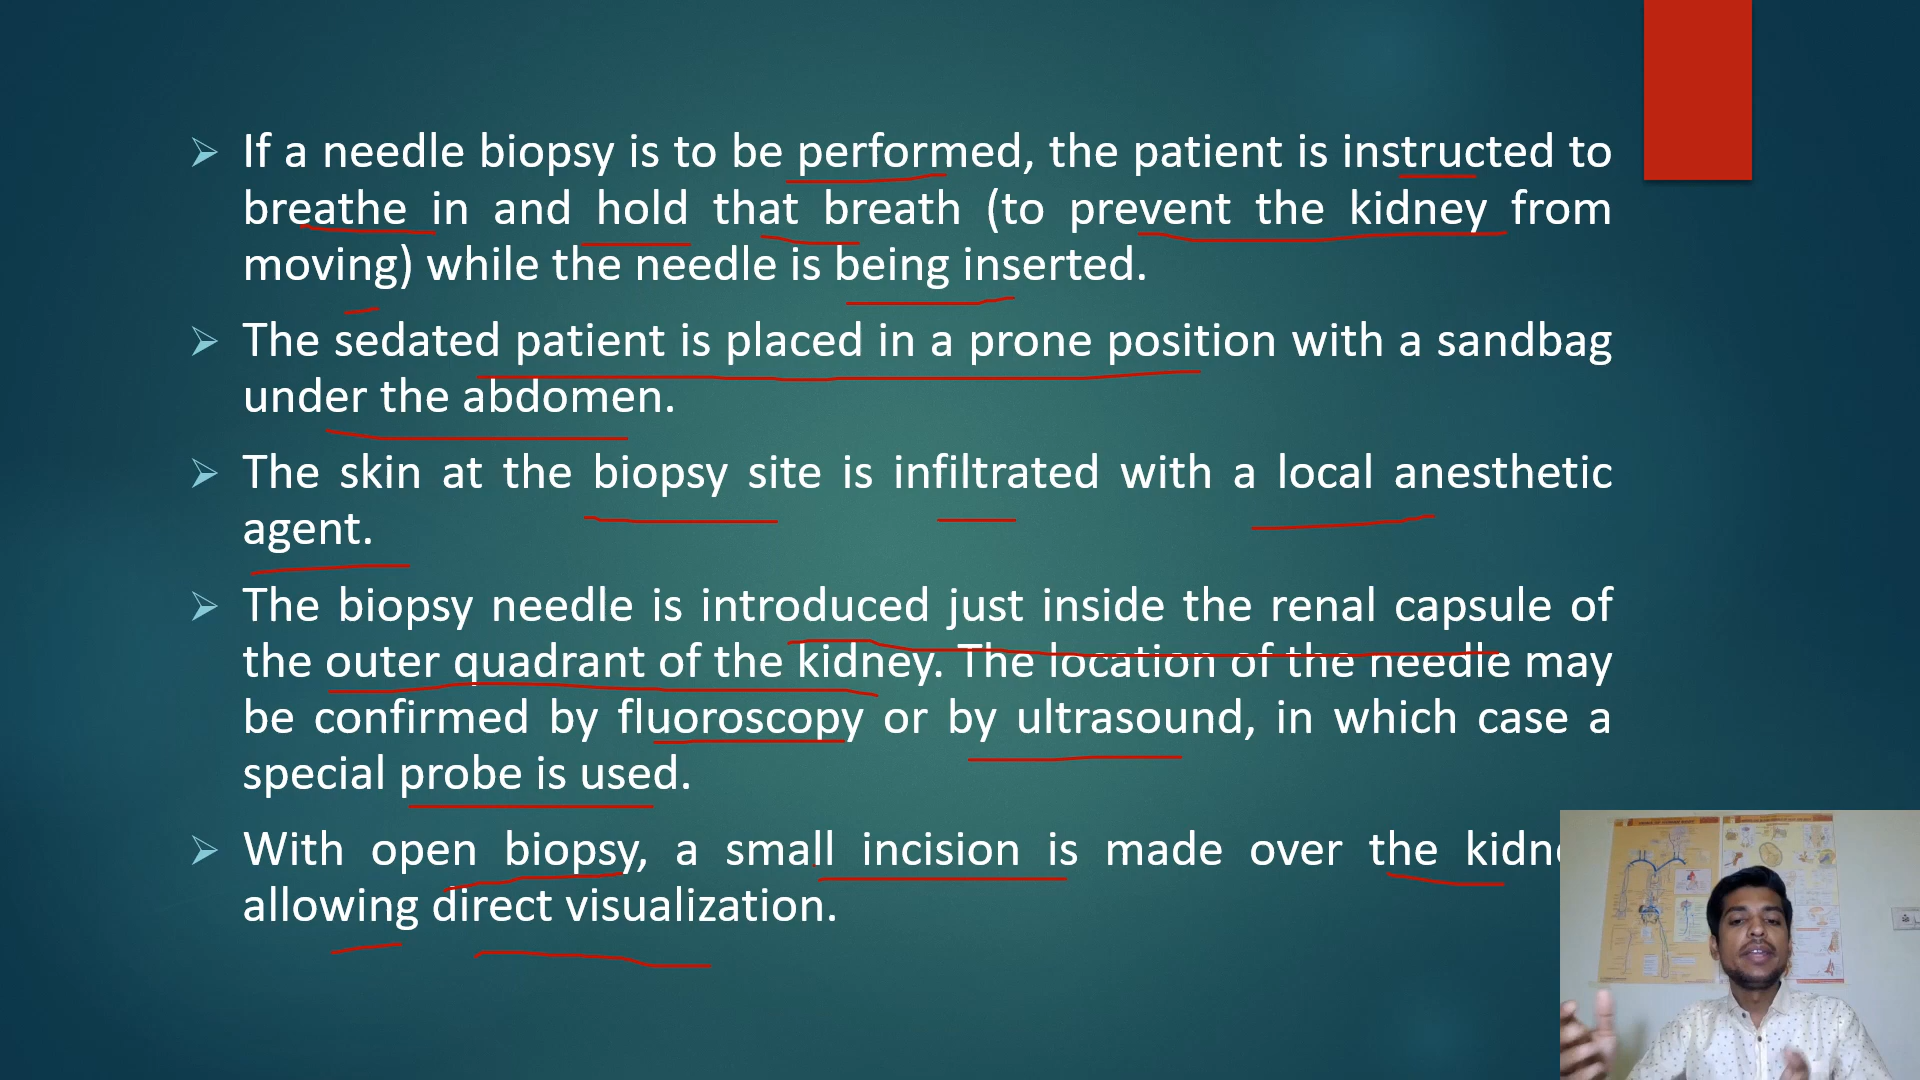 If a needle biopsy is to be performed, the patient is instructed to
breathe in and hold that breath (to prevent the kidney from
moving) while the needle is being inserted.
The sedated patient is placed in a prone position with a sandbag
under the abdomen.
The skin at the biopsy site is infiltrated with a local anesthetic
agent.
The biopsy needle is introduced just inside the renal capsule of
the outer quadrant of the kidney. The location of the needle may
be confirmed by fluoroscopy or by ultrasound, in which case a
special probe is used.
With open biopsy, a small incision is made over the
allowing direct visualization.